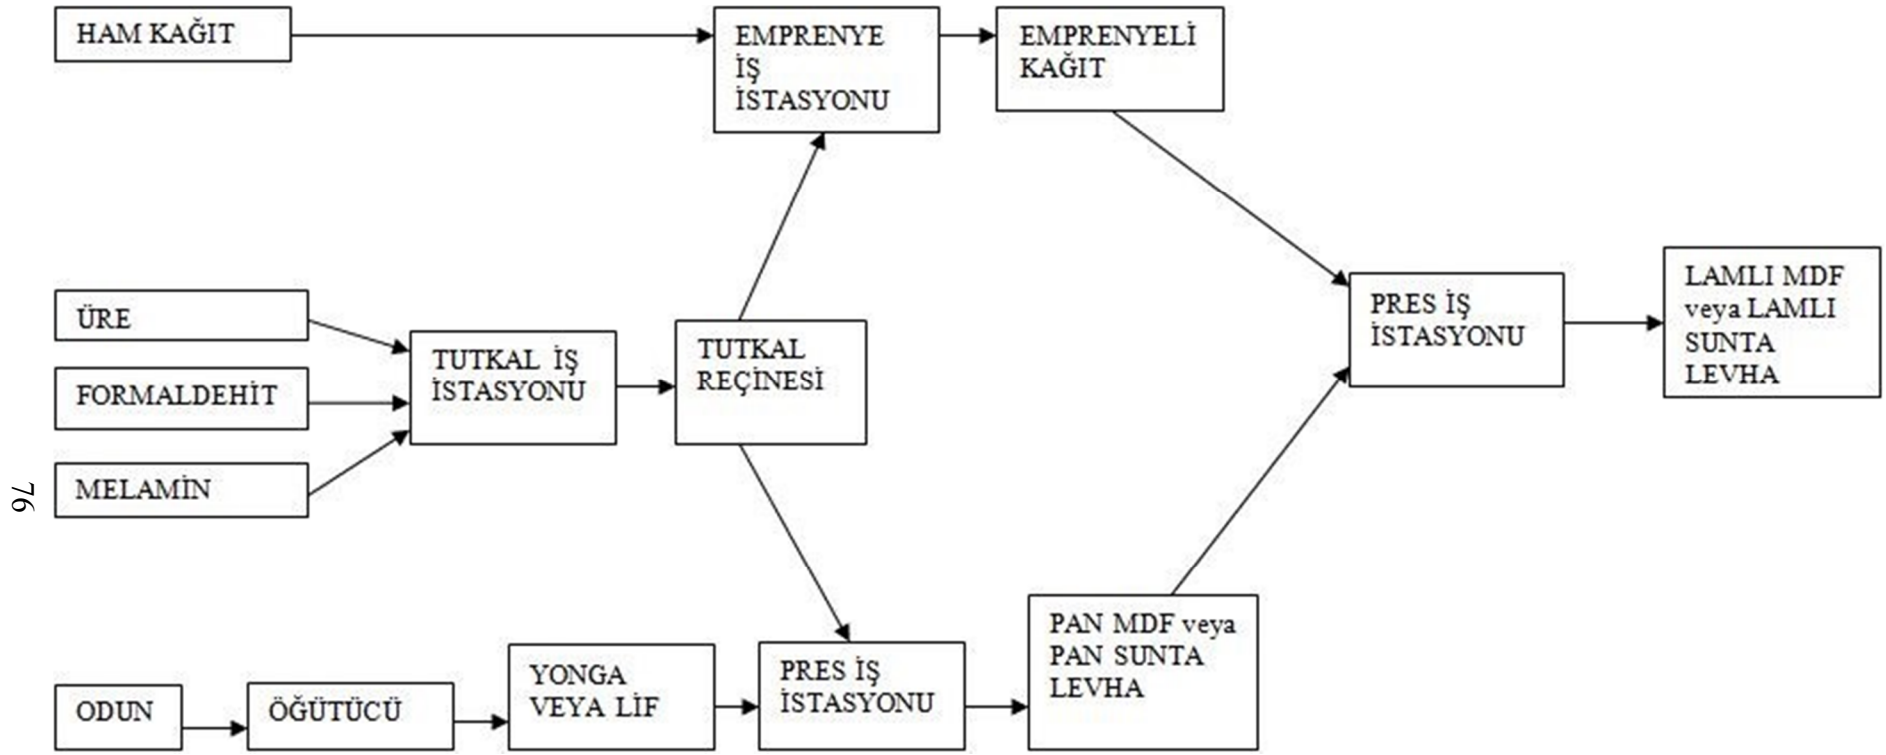 HAM KAĞIT
EMPRENYE
İŞ
İSTASYONU
EMPRENYELİ
KAĞIT
ÜRE
FORMALDEHİT
MELAMİN
TUTKAL İŞ
İSTASYONU
TUTKAL
REÇİNESİ
PRES İŞ
İSTASYONU
LAMLI MDF
veya LAMLI
SUNTA
LEVHA
ODUN
ÖĞÜTÜCÜ
YONGA
VEYA LİF
PRES İŞ
İSTASYONU
PAN MDF veya
PAN SUNTA
LEVHA
76